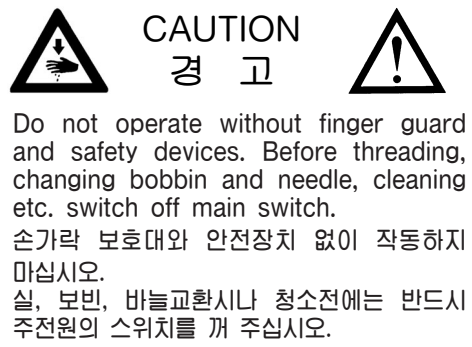 CAUTION
경 고
Do not operate without finger guard
and safety devices. Before threading,
changing bobbin and needle, cleaning
etc. switch off main switch.
손가락 보호대와 안전장치 없이 작동하지
마십시오.
실, 보빈, 바늘교환시나 청소전에는 반드시
주전원의 스위치를 꺼 주십시오.